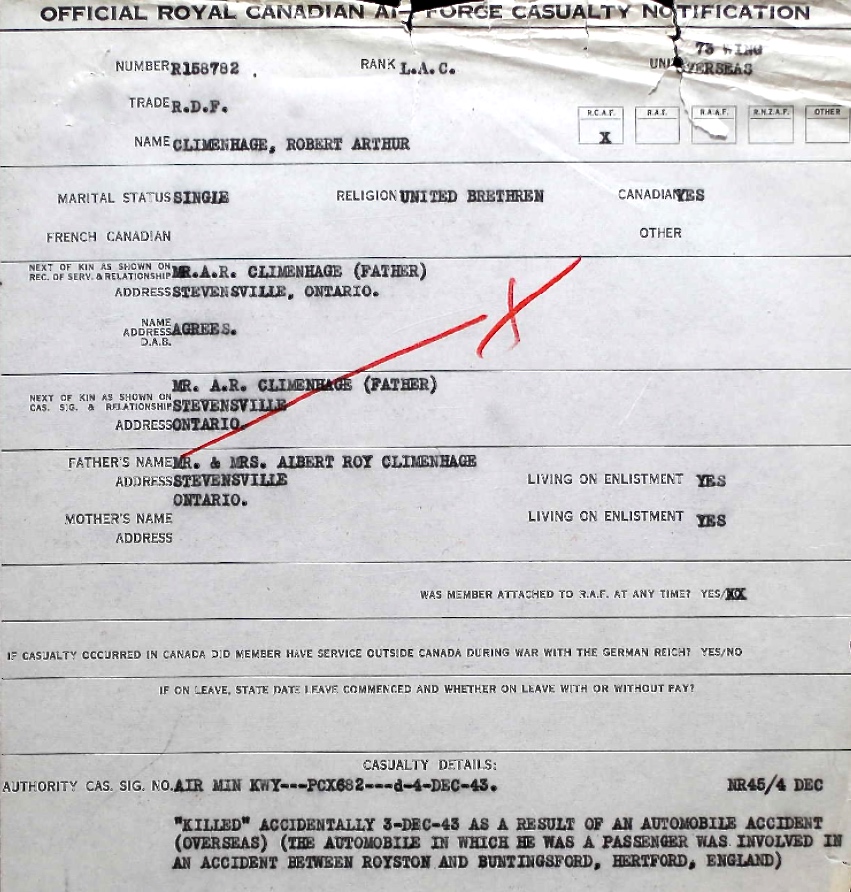 OFFICIAL ROYAL CANADIAN AIR FORCE CASUALTY NOTIFICATION
NUMBER R158782 . RANK L.A.C. UNIT 73 WING
OVERSEAS
TRADE R.D.F.
R.C.A.F. R.A.F. R.A.A.F. R.N.Z.A.F. OTHER
X
NAME CLIMENHAGE, ROBERT ARTHUR
MARITAL STATUS SINGLE RELIGION UNITED BRETHREN CANADIAN YES
FRENCH CANADIAN OTHER
NEXT OF KIN AS SHOWN ON
REC. OF SERV. & RELATIONSHIP MR.A.R. CLIMENHAGE (FATHER)
ADDRESS STEVENSVILLE, ONTARIO.
NAME
ADDRESS AGREES.
D.A.B.
MR. A.R. CLIMENHAGE (FATHER)
NEXT OF KIN AS SHOWN ON
CAS. SIG. & RELATIONSHIP STEVENSVILLE
ADDRESS ONTARIO.
FATHER'S NAME MR. & MRS. ALBERT ROY CLIMENHAGE
ADDRESS STEVENSVILLE LIVING ON ENLISTMENT YES
ONTARIO.
MOTHER'S NAME LIVING ON ENLISTMENT YES
ADDRESS
WAS MEMBER ATTACHED TO R.A.F. AT ANY TIME? YES/
IF CASUALTY OCCURRED IN CANADA DID MEMBER HAVE SERVICE OUTSIDE CANADA DURING WAR WITH THE GERMAN REICH? YES/NO
IF ON LEAVE, STATE DATE LEAVE COMMENCED AND WHETHER ON LEAVE WITH OR WITHOUT PAY?
CASUALTY DETAILS:
AUTHORITY CAS. SIG. NO. AIR MIN KWY---PCX682---d-4-DEC-43. NR45/4 DEC
"KILLED" ACCIDENTALLY 3-DEC-43 AS A RESULT OF AN AUTOMOBILE ACCIDENT
(OVERSEAS) (THE AUTOMOBILE IN WHICH HE WAS A PASSENGER WAS INVOLVED IN
AN ACCIDENT BETWEEN ROYSTON AND BUNTINGSFORD, HERTFORD, ENGLAND)